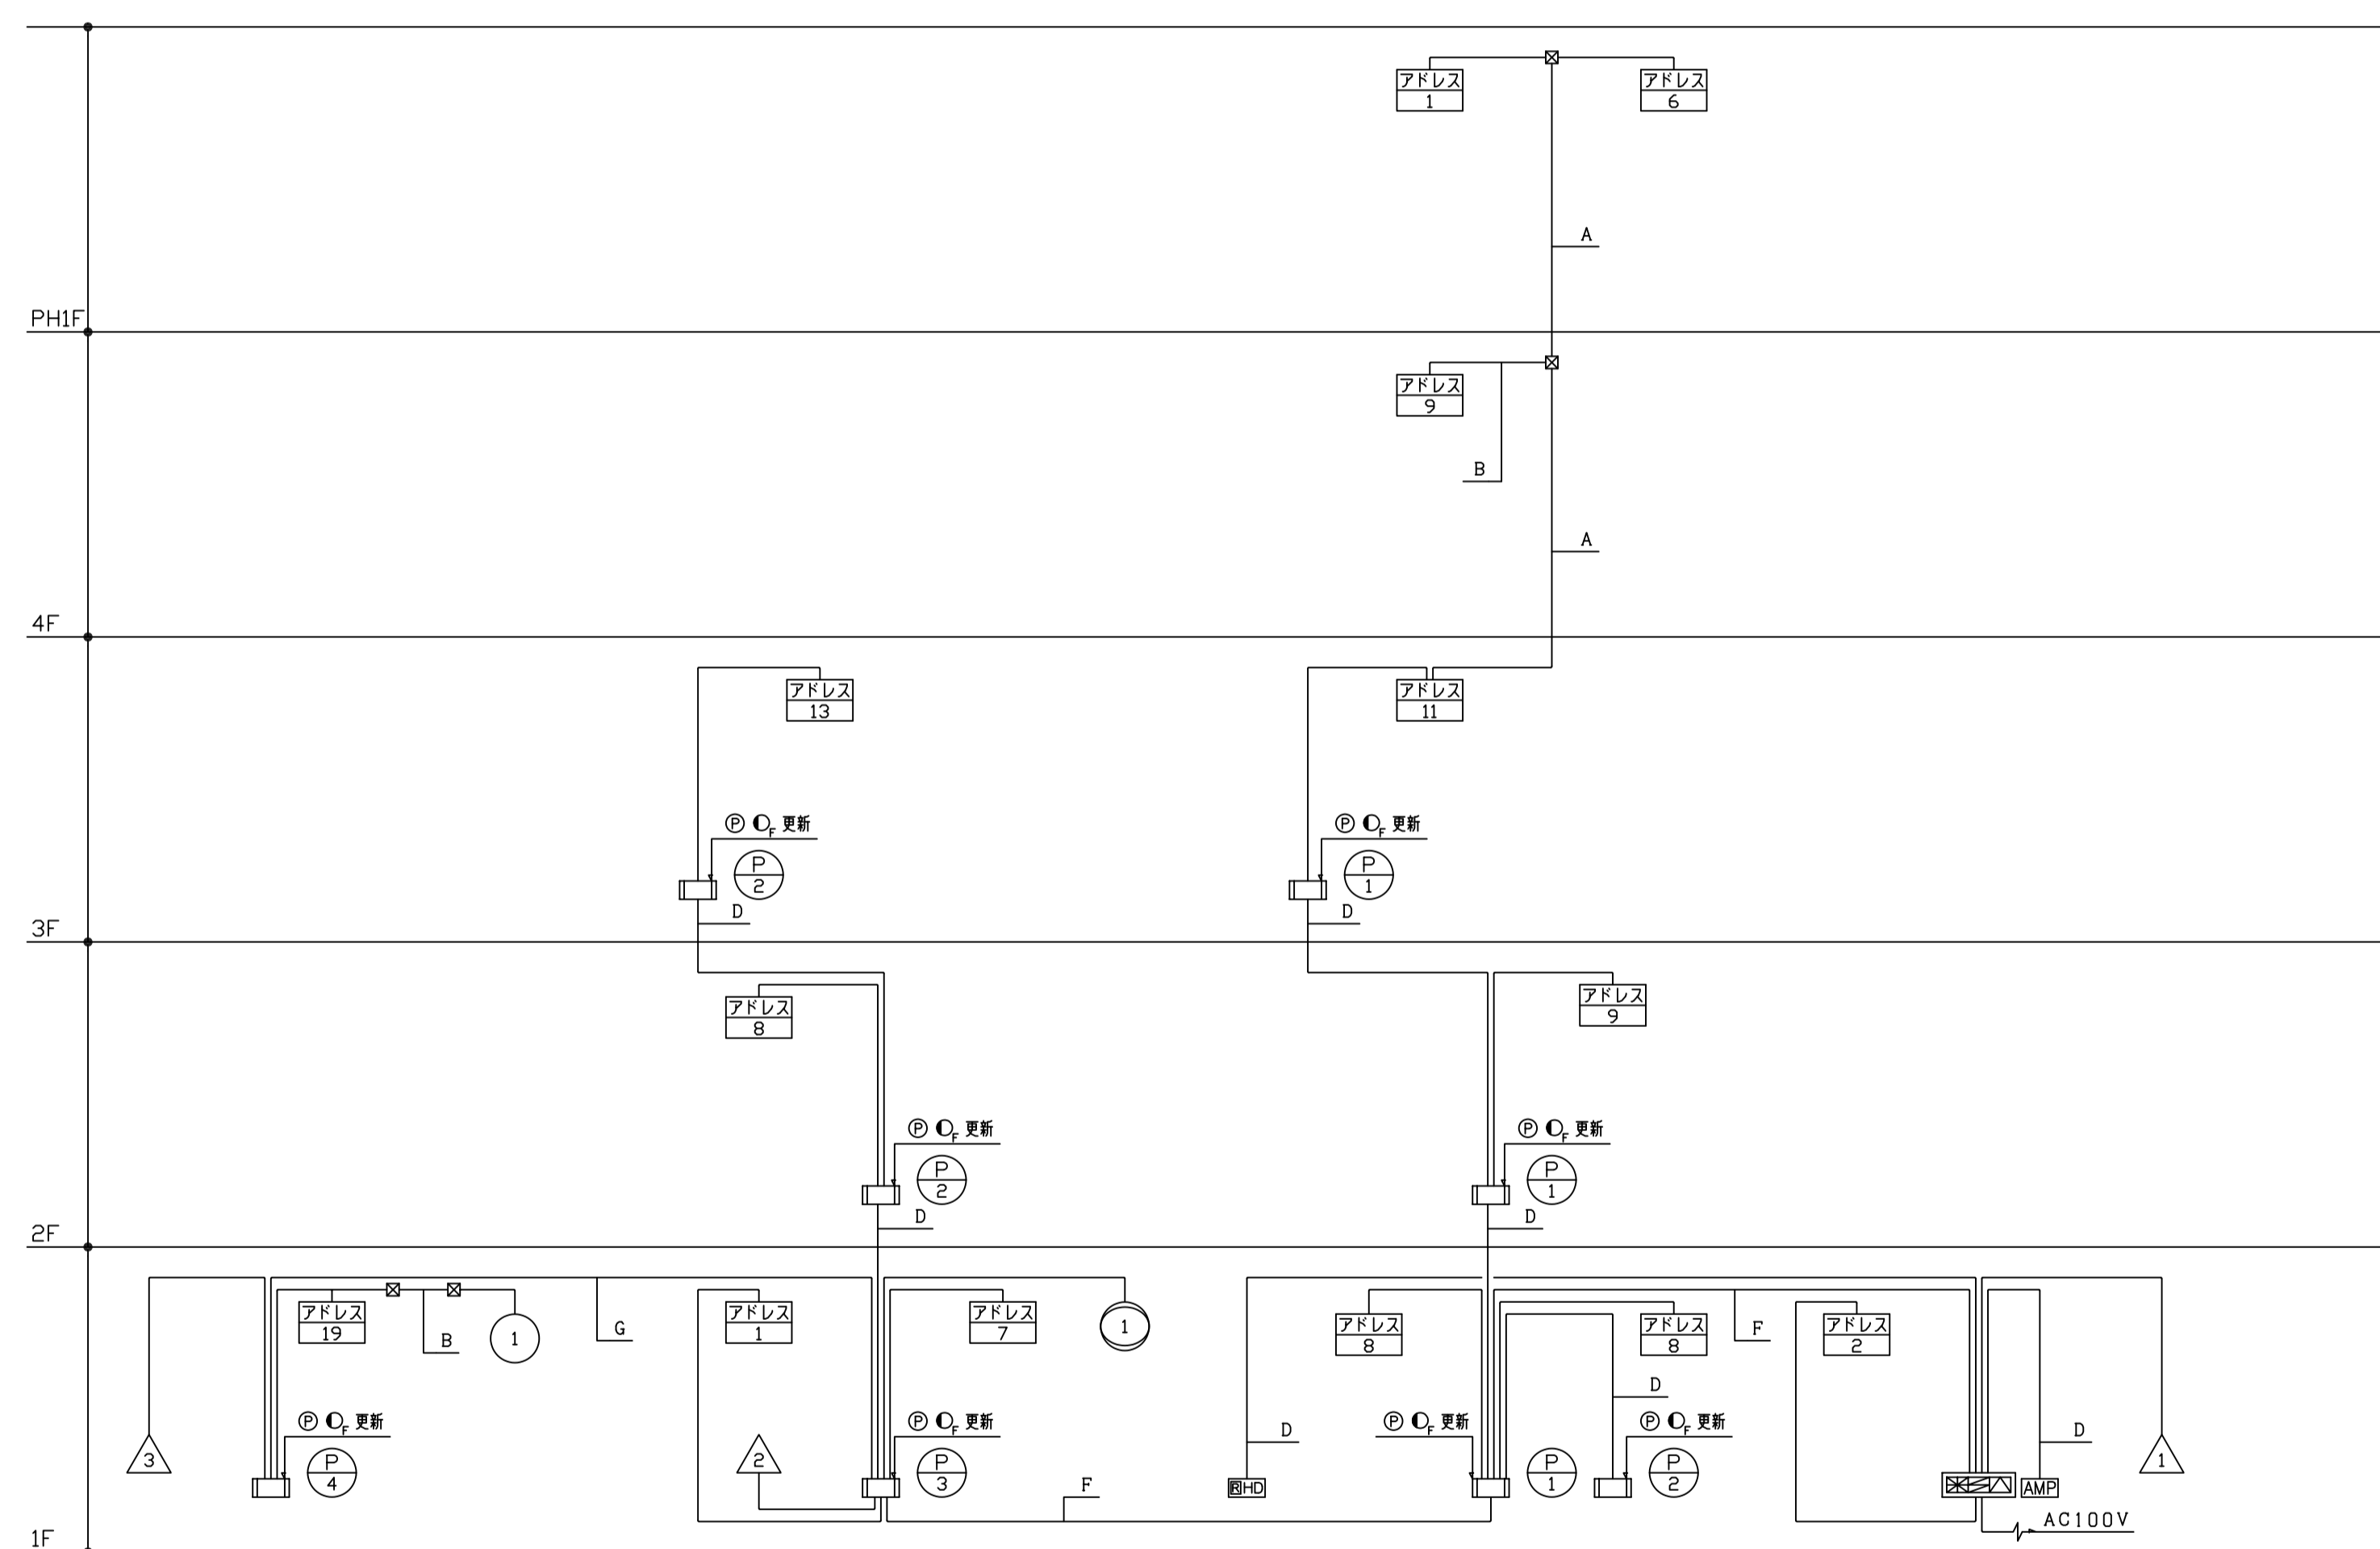 アドレス アドレス
1 6
A
PH1F
アドレス
9
B
A
4F
アドレス アドレス
13 11
Ⓟ F 更新 Ⓟ F 更新
P P
2 1
D D
3F
アドレス アドレス
8 9
Ⓟ F 更新 Ⓟ F 更新
P P
2 1
D D
2F
アドレス アドレス アドレス アドレス アドレス アドレス
19 B 1 G 1 7 1 8 8 F 2
D
Ⓟ F 更新 Ⓟ F 更新 D Ⓟ F 更新 Ⓟ F 更新 D
3 P 2 P P P 1
4 3 F RHD 1 2 AMP
AC100V
1F